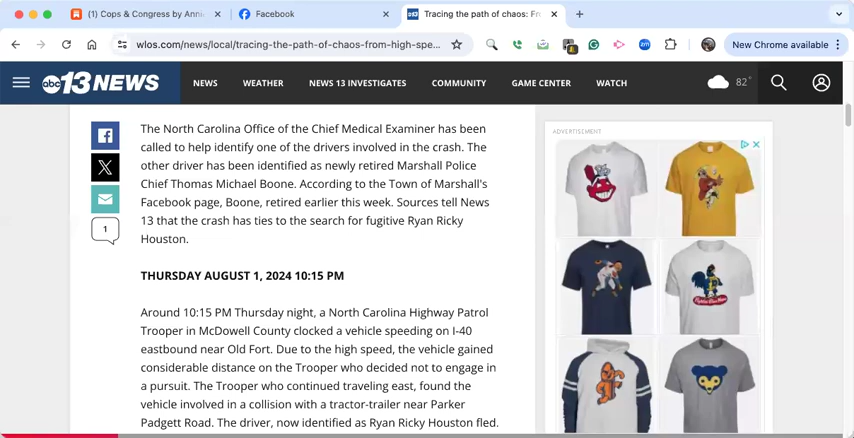 (1) Cops & Congress by Anni
Facebook
Tracing the path of chaos: Fr
wlos.com/news/local/tracing-the-path-of-chaos-from-high-spe...
New Chrome available
abc 13 NEWS
NEWS
WEATHER
NEWS 13 INVESTIGATES
COMMUNITY
GAME CENTER
WATCH
82°
The North Carolina Office of the Chief Medical Examiner has been
called to help identify one of the drivers involved in the crash. The
other driver has been identified as newly retired Marshall Police
Chief Thomas Michael Boone. According to the Town of Marshall's
Facebook page, Boone, retired earlier this week. Sources tell News
13 that the crash has ties to the search for fugitive Ryan Ricky
Houston.
1
THURSDAY AUGUST 1, 2024 10:15 PM
Around 10:15 PM Thursday night, a North Carolina Highway Patrol
Trooper in McDowell County clocked a vehicle speeding on I-40
eastbound near Old Fort. Due to the high speed, the vehicle gained
considerable distance on the Trooper who decided not to engage in
a pursuit. The Trooper who continued traveling east, found the
vehicle involved in a collision with a tractor-trailer near Parker
Padgett Road. The driver, now identified as Ryan Ricky Houston fled.
ADVERTISEMENT